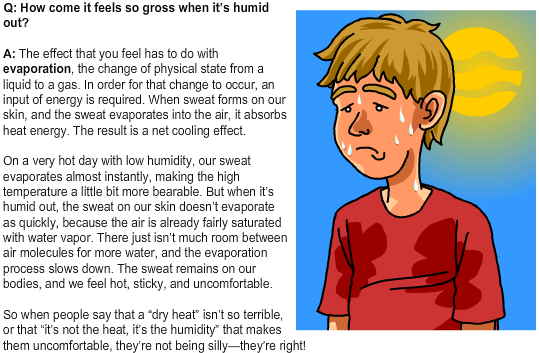 Q: How come it feels so gross when it’s humid
out?
A: The effect that you feel has to do with
evaporation, the change of physical state from a
liquid to a gas. In order for that change to occur, an
input of energy is required. When sweat forms on our
skin, and the sweat evaporates into the air, it absorbs
heat energy. The result is a net cooling effect.
On a very hot day with low humidity, our sweat
evaporates almost instantly, making the high
temperature a little bit more bearable. But when it’s
humid out, the sweat on our skin doesn’t evaporate
as quickly, because the air is already fairly saturated
with water vapor. There just isn’t much room between
air molecules for more water, and the evaporation
process slows down. The sweat remains on our
bodies, and we feel hot, sticky, and uncomfortable.
So when people say that a “dry heat” isn’t so terrible,
or that “it’s not the heat, it’s the humidity” that makes
them uncomfortable, they’re not being silly—they’re right!